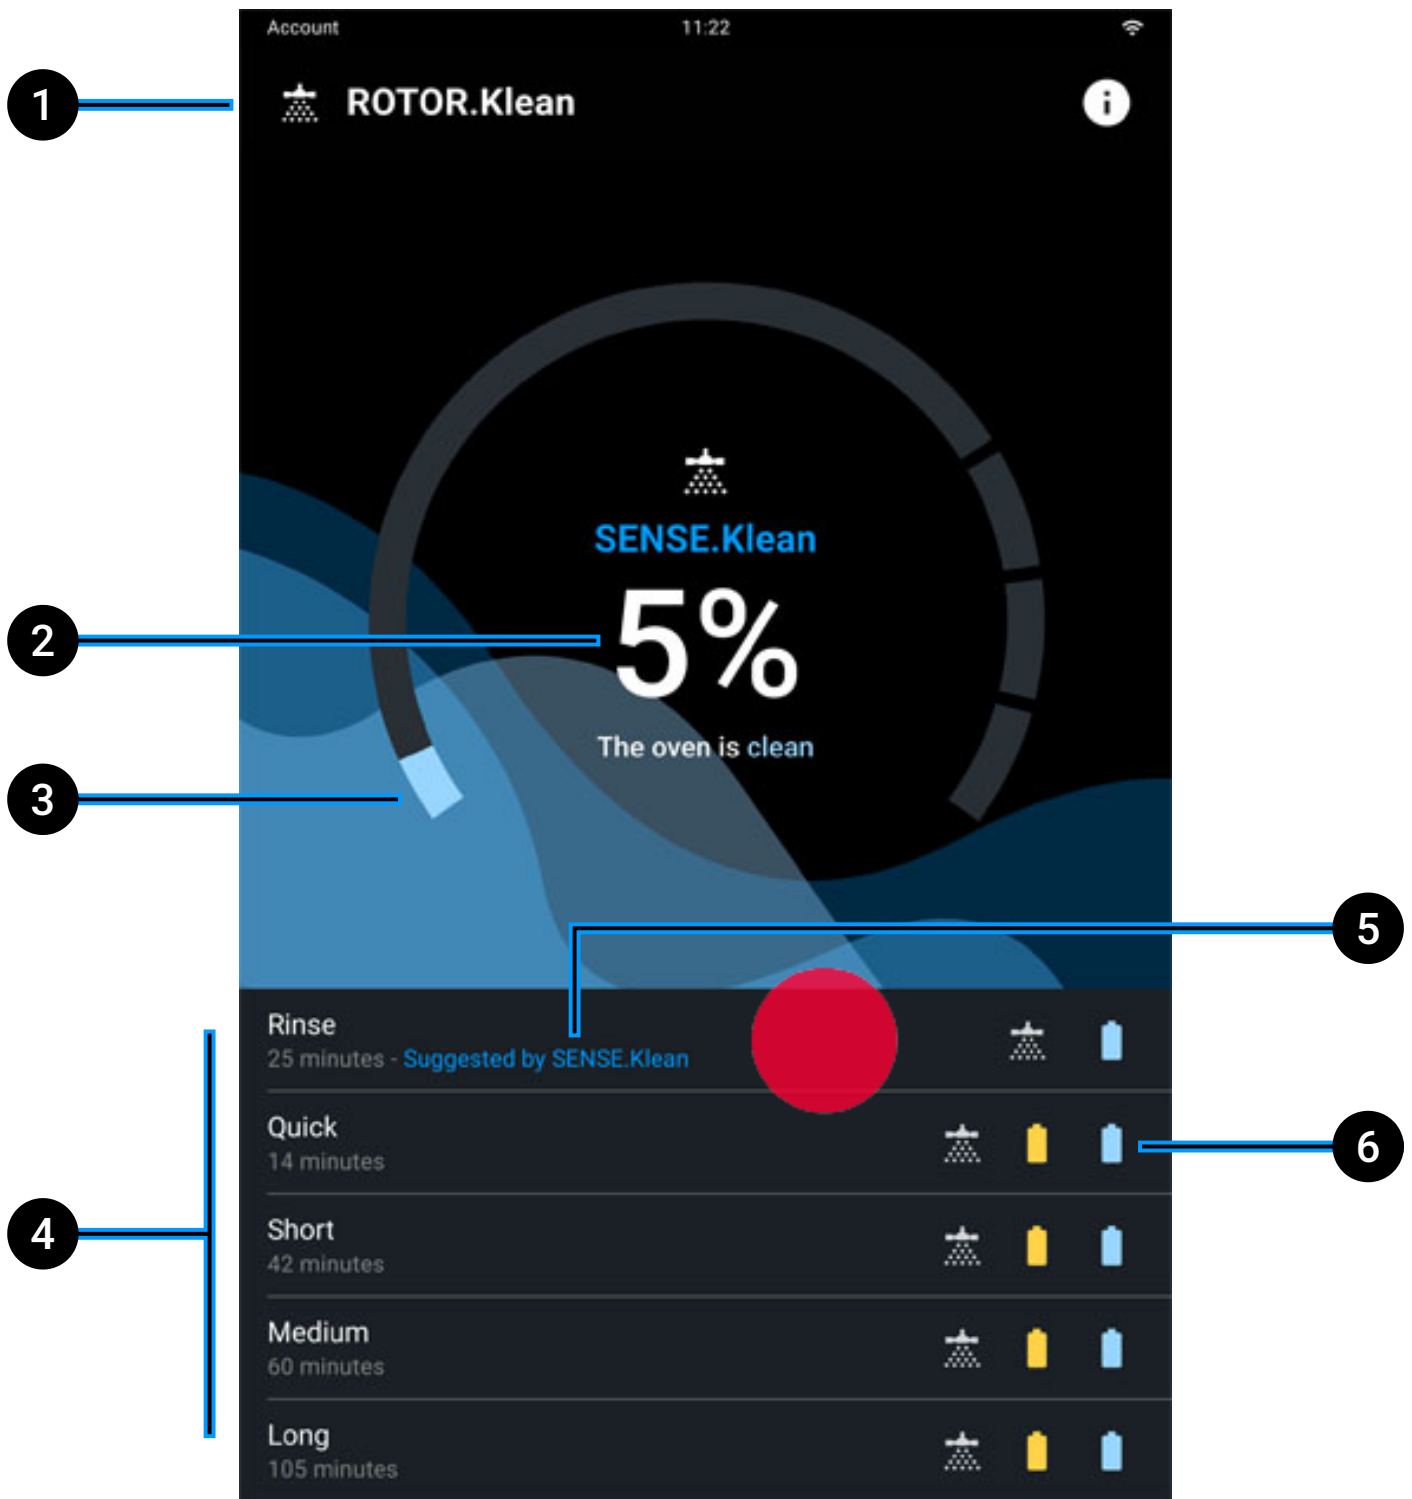 Account 11:22
1
ROTOR.Klean i
SENSE.Klean
2
5%
The oven is clean
3
5
Rinse
25 minutes - Suggested by SENSE.Klean
Quick
14 minutes
6
4
Short
42 minutes
Medium
60 minutes
Long
105 minutes